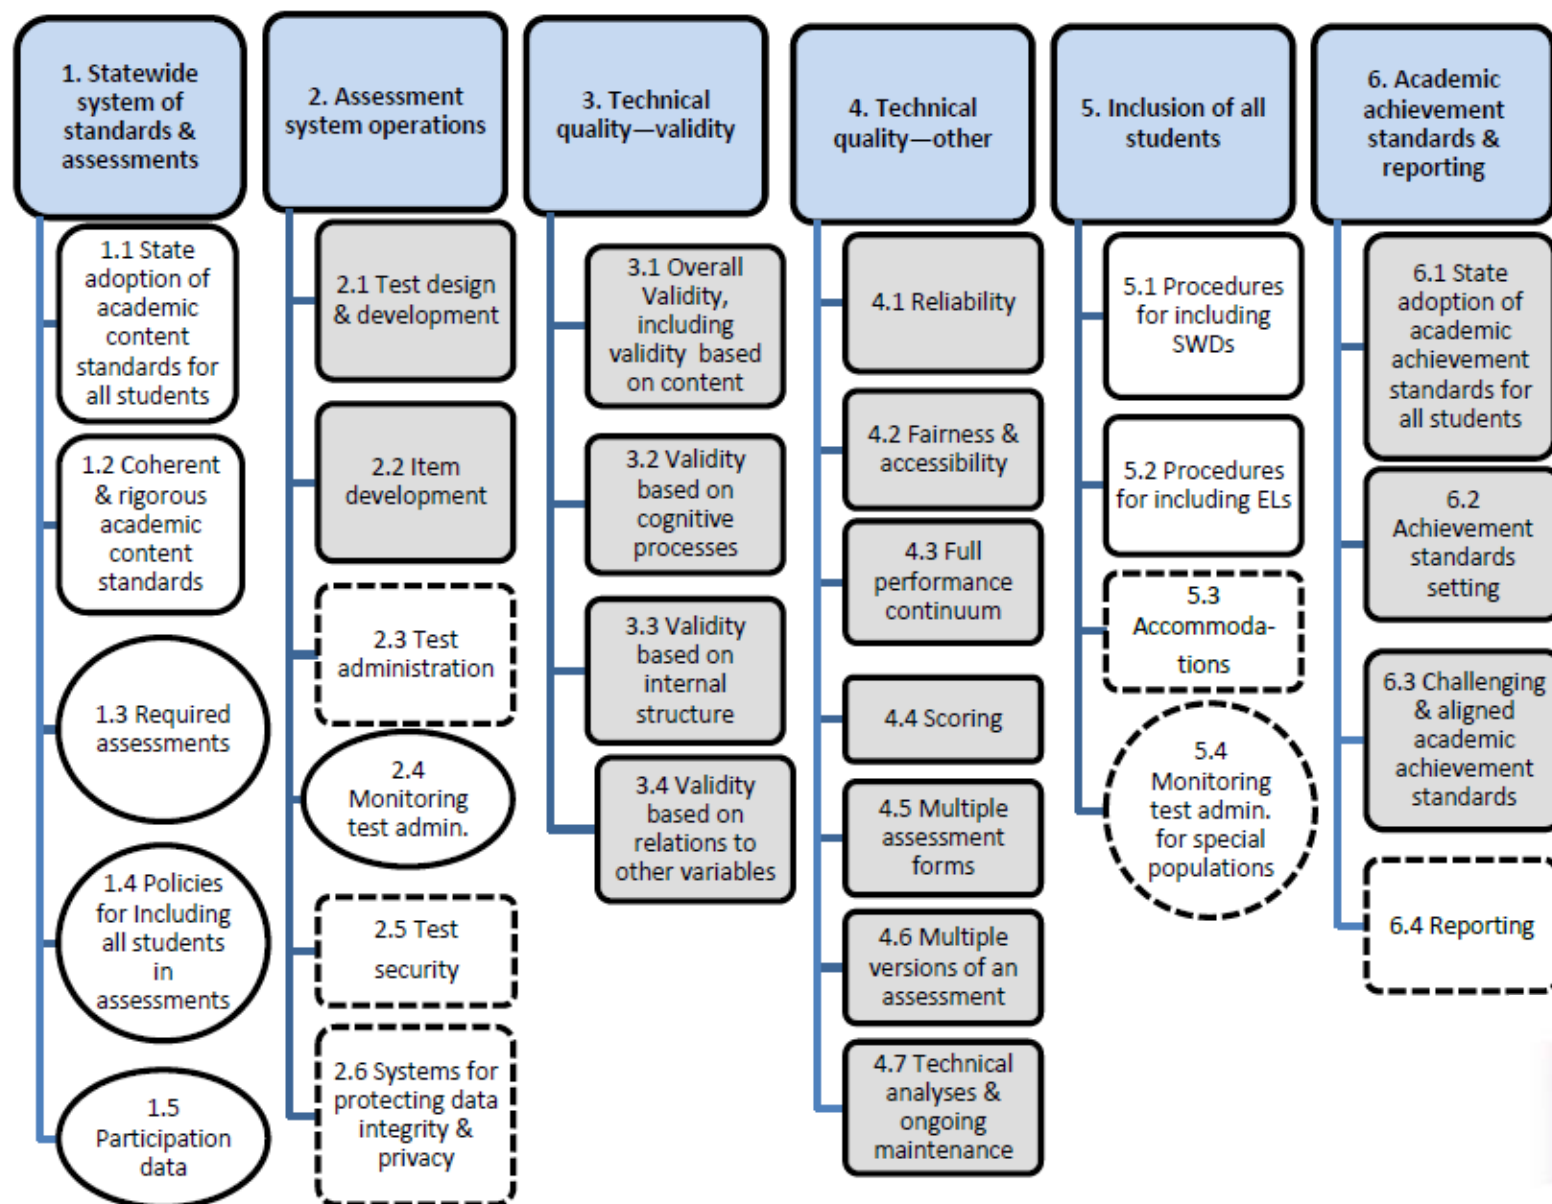 1. Statewide
system of
standards &
assessments
1.1 State
adoption of
academic
content
standards for
all students
1.2 Coherent
& rigorous
academic
content
standards
1.3 Required
assessments
1.4 Policies
for Including
all students
in
assessments
1.5
Participation
data
2. Assessment
system operations
2.1 Test design
& development
2.2 Item
development
2.3 Test
administration
2.4
Monitoring
test admin.
2.5 Test
security
2.6 Systems for
protecting data
integrity &
privacy
3. Technical
quality—validity
3.1 Overall
Validity,
including
validity based
on content
3.2 Validity
based on
cognitive
processes
3.3 Validity
based on
internal
structure
3.4 Validity
based on
relations to
other variables
4. Technical
quality—other
4.1 Reliability
4.2 Fairness &
accessibility
4.3 Full
performance
continuum
4.4 Scoring
4.5 Multiple
assessment
forms
4.6 Multiple
versions of an
assessment
4.7 Technical
analyses &
ongoing
maintenance
5. Inclusion of all
students
5.1 Procedures
for including
SWDs
5.2 Procedures
for including ELs
5.3
Accommoda-
tions
5.4
Monitoring
test admin.
for special
populations
6. Academic
achievement
standards &
reporting
6.1 State
adoption of
academic
achievement
standards for
all students
6.2
Achievement
standards
setting
6.3 Challenging
& aligned
academic
achievement
standards
6.4 Reporting